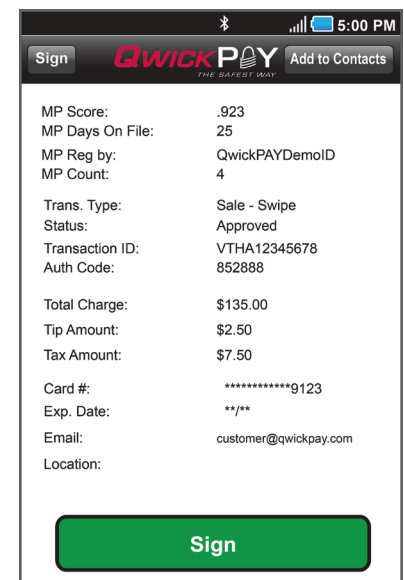 5:00 PM
Sign
QWICKPAY
THE SAFEST WAY
Add to Contacts
MP Score: .923
MP Days On File: 25
MP Reg by: QwickPAYDemoID
MP Count: 4
Trans. Type: Sale - Swipe
Status: Approved
Transaction ID: VTHA12345678
Auth Code: 852888
Total Charge: $135.00
Tip Amount: $2.50
Tax Amount: $7.50
Card #: ************9123
Exp. Date: **/**
Email: customer@qwickpay.com
Location:
Sign